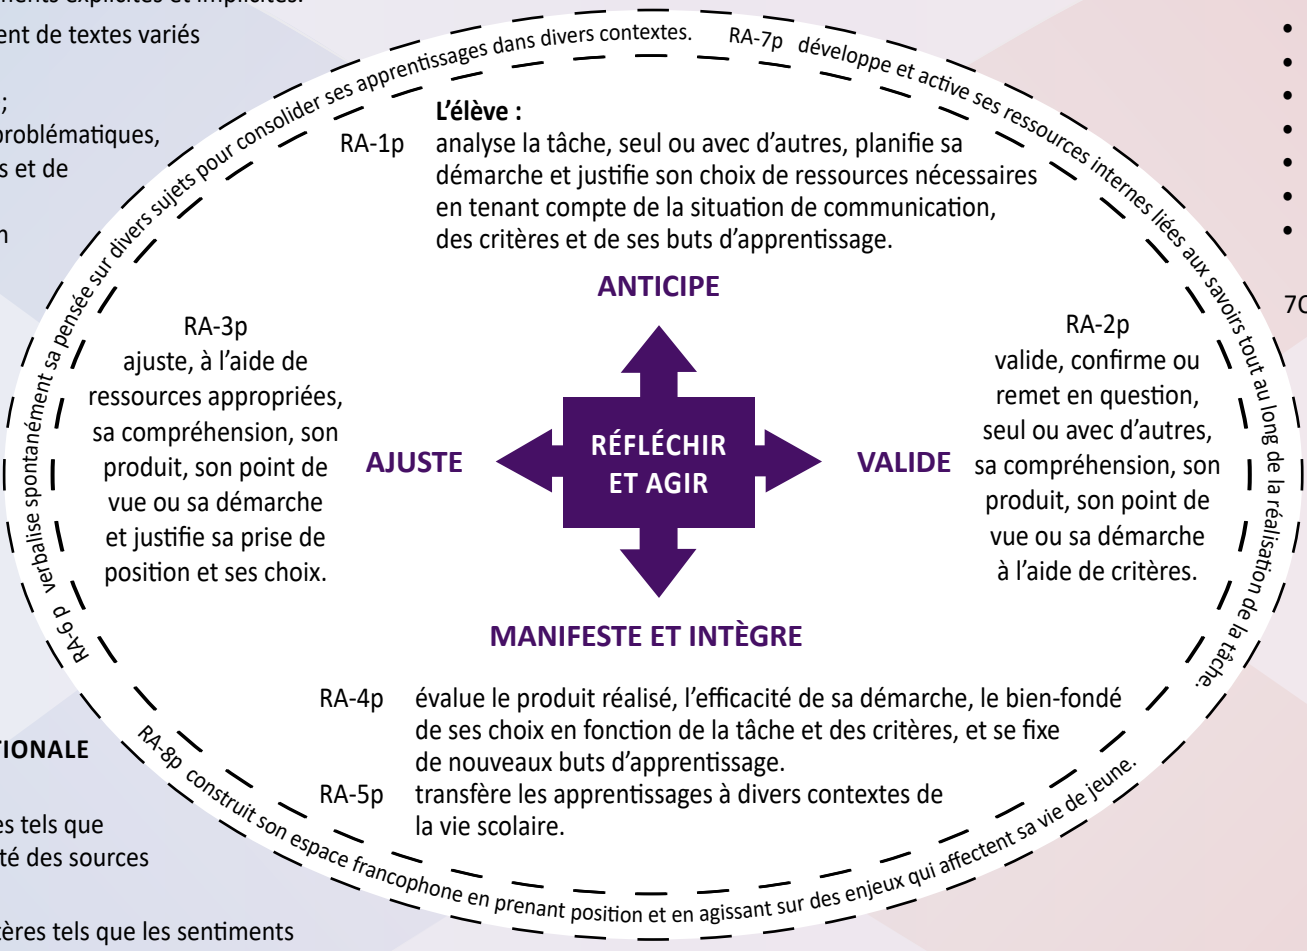 ments explicites et implicites.
ent de textes variés
;
problématiques,
s et de
n
TIONALE
es tels que
té des sources
tères tels que les sentiments
RA-6p verbalise spontanément sa pensée sur divers sujets pour consolider ses apprentissages dans divers contextes.
RA-7p développe et active ses ressources internes liées aux savoirs tout au long de la réalisation de la tâche.
L’élève :
RA-1p analyse la tâche, seul ou avec d’autres, planifie sa
démarche et justifie son choix de ressources nécessaires
en tenant compte de la situation de communication,
des critères et de ses buts d’apprentissage.
ANTICIPE
RA-3p
ajuste, à l’aide de
ressources appropriées,
sa compréhension, son
produit, son point de
vue ou sa démarche
et justifie sa prise de
position et ses choix.
AJUSTE
RÉFLÉCHIR
ET AGIR
VALIDE
RA-2p
valide, confirme ou
remet en question,
seul ou avec d’autres,
sa compréhension, son
produit, son point de
vue ou sa démarche
à l’aide de critères.
MANIFESTE ET INTÈGRE
RA-4p évalue le produit réalisé, l’efficacité de sa démarche, le bien-fondé
de ses choix en fonction de la tâche et des critères, et se fixe
de nouveaux buts d’apprentissage.
RA-5p transfère les apprentissages à divers contextes de
la vie scolaire.
RA-8p construit son espace francophone en prenant position et en agissant sur des enjeux qui affectent sa vie de jeune.